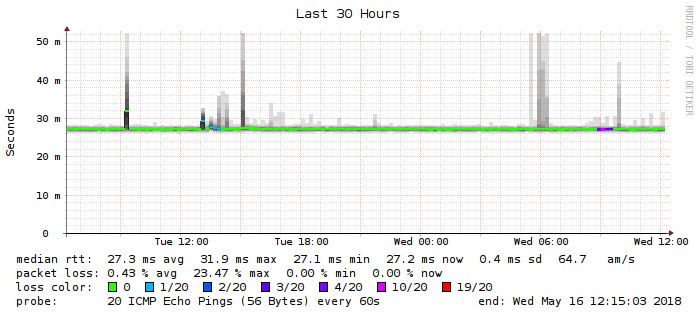 Last 30 Hours
RRDTOOL / TOBI OETIKER
Seconds
50 m
40 m
30 m
20 m
10 m
0
Tue 12:00 Tue 18:00 Wed 00:00 Wed 06:00 Wed 12:00
median rtt: 27.3 ms avg 31.9 ms max 27.1 ms min 27.2 ms now 0.4 ms sd 64.7 am/s
packet loss: 0.43 % avg 23.47 % max 0.00 % min 0.00 % now
loss color: 0 1/20 2/20 3/20 4/20 10/20 19/20
probe: 20 ICMP Echo Pings (56 Bytes) every 60s end: Wed May 16 12:15:03 2018